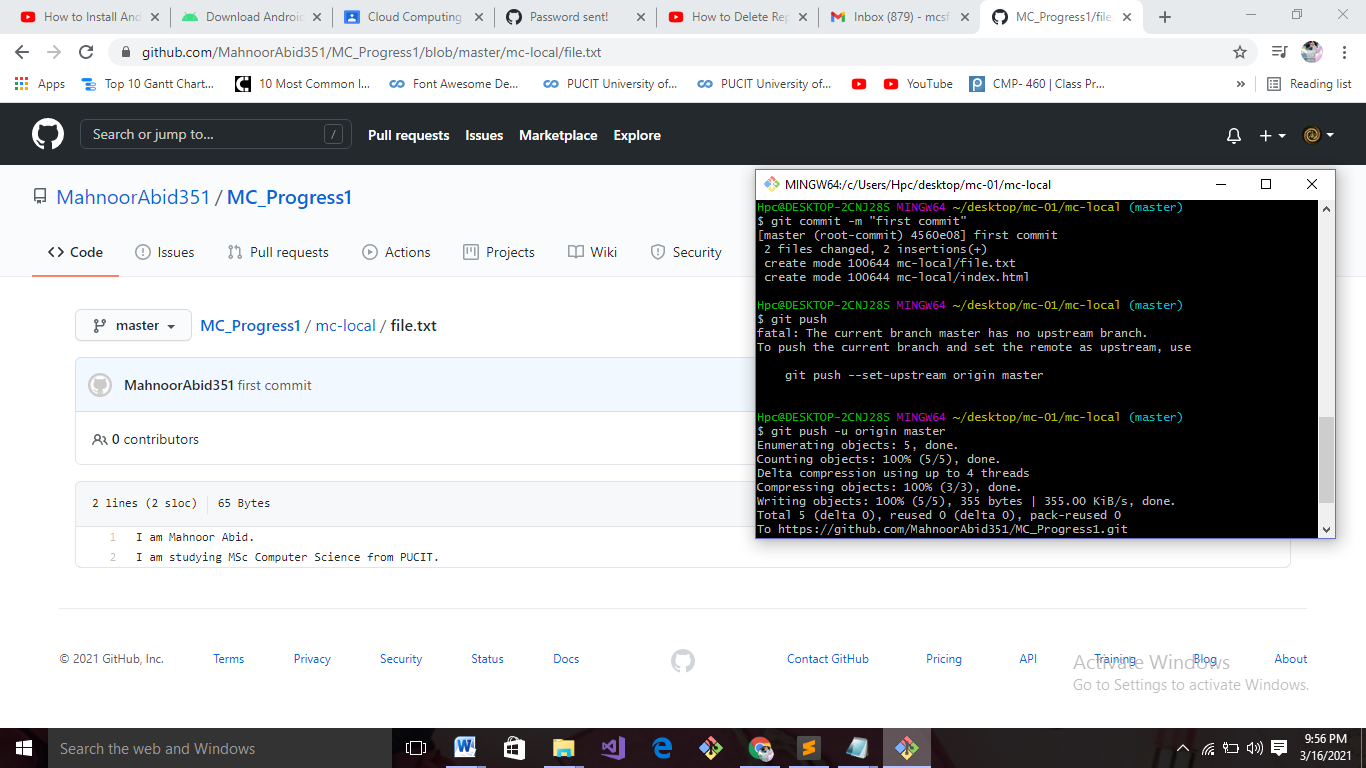 How to Install And
Download Androi
Cloud Computing
Password sent!
How to Delete Rep
Inbox (879) - mcsf
MC_Progress1/file
github.com/MahnoorAbid351/MC_Progress1/blob/master/mc-local/file.txt
Apps
Top 10 Gantt Chart...
10 Most Common I...
Font Awesome De...
PUCIT University of...
PUCIT University of...
YouTube
CMP- 460 | Class Pr...
»
Reading list
Search or jump to...
/
Pull requests
Issues
Marketplace
Explore
MahnoorAbid351 / MC_Progress1
Code
Issues
Pull requests
Actions
Projects
Wiki
Security
master
MC_Progress1 / mc-local / file.txt
MahnoorAbid351 first commit
0 contributors
2 lines (2 sloc)
65 Bytes
1 I am Mahnoor Abid.
2 I am studying MSc Computer Science from PUCIT.
MINGW64:/c/Users/Hpc/desktop/mc-01/mc-local
Hpc@DESKTOP-2CNJ28S MINGW64 ~/desktop/mc-01/mc-local (master)
$ git commit -m "first commit"
[master (root-commit) 4560e08] first commit
2 files changed, 2 insertions(+)
create mode 100644 mc-local/file.txt
create mode 100644 mc-local/index.html
Hpc@DESKTOP-2CNJ28S MINGW64 ~/desktop/mc-01/mc-local (master)
$ git push
fatal: The current branch master has no upstream branch.
To push the current branch and set the remote as upstream, use
git push --set-upstream origin master
Hpc@DESKTOP-2CNJ28S MINGW64 ~/desktop/mc-01/mc-local (master)
$ git push -u origin master
Enumerating objects: 5, done.
Counting objects: 100% (5/5), done.
Delta compression using up to 4 threads
Compressing objects: 100% (3/3), done.
Writing objects: 100% (5/5), 355 bytes | 355.00 KiB/s, done.
Total 5 (delta 0), reused 0 (delta 0), pack-reused 0
To https://github.com/MahnoorAbid351/MC_Progress1.git
© 2021 GitHub, Inc.
Terms
Privacy
Security
Status
Docs
Contact GitHub
Pricing
API
Training
Blog
About
Activate Windows
Go to Settings to activate Windows.
Search the web and Windows
9:56 PM
3/16/2021